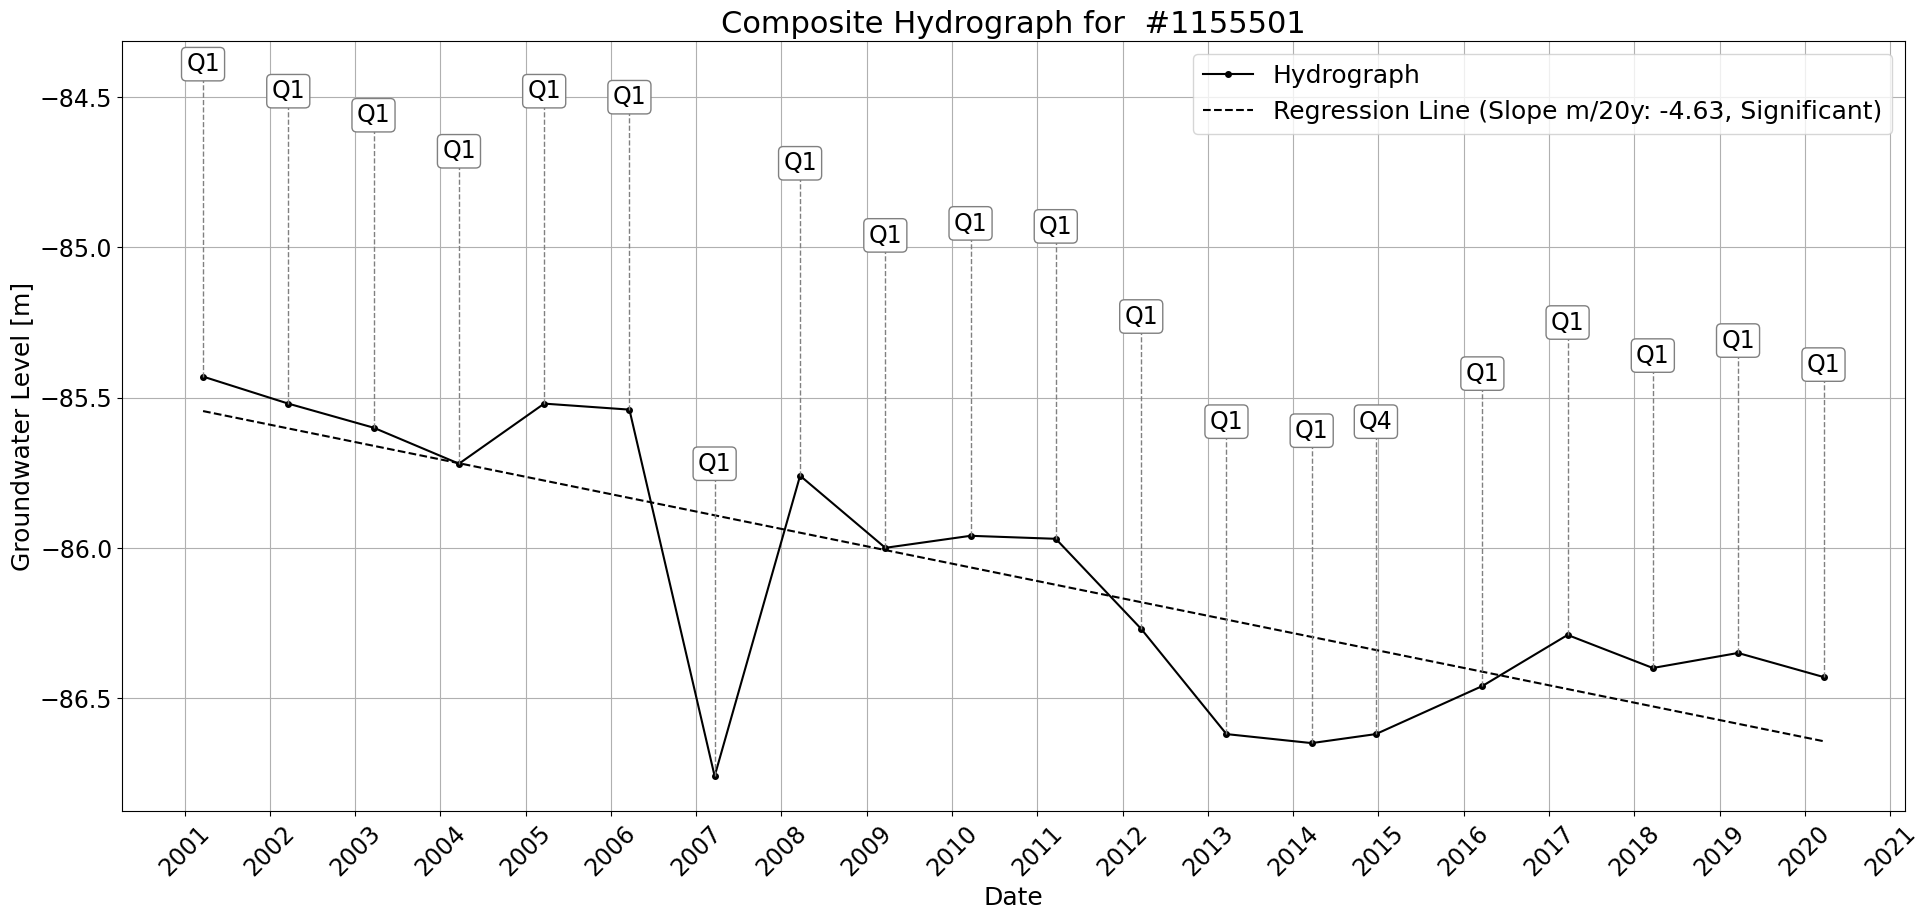 Composite Hydrograph for  #1155501
Hydrograph
Regression Line (Slope m/20y: -4.63, Significant)
Groundwater Level [m]
−84.5
−85.0
−85.5
−86.0
−86.5
Q1
Q1
Q1
Q1
Q1
Q1
Q1
Q1
Q1
Q1
Q1
Q1
Q1
Q1
Q4
Q1
Q1
Q1
Q1
Q1
2001
2002
2003
2004
2005
2006
2007
2008
2009
2010
2011
2012
2013
2014
2015
2016
2017
2018
2019
2020
2021
Date